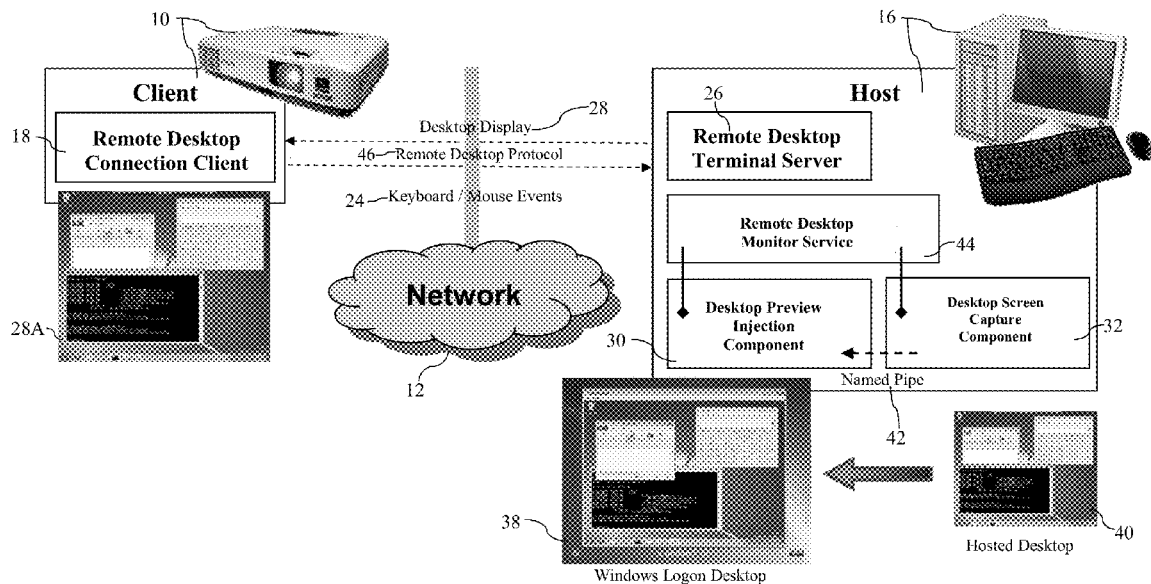 10
16
Client
Host
18
Remote Desktop
Connection Client
Desktop Display
28
46
Remote Desktop Protocol
24
Keyboard / Mouse Events
26
Remote Desktop
Terminal Server
Remote Desktop
Monitor Service
44
28A
Network
12
Desktop Preview
Injection
Component
30
Desktop Screen
Capture
Component
32
Named Pipe
42
38
Windows Logon Desktop
40
Hosted Desktop